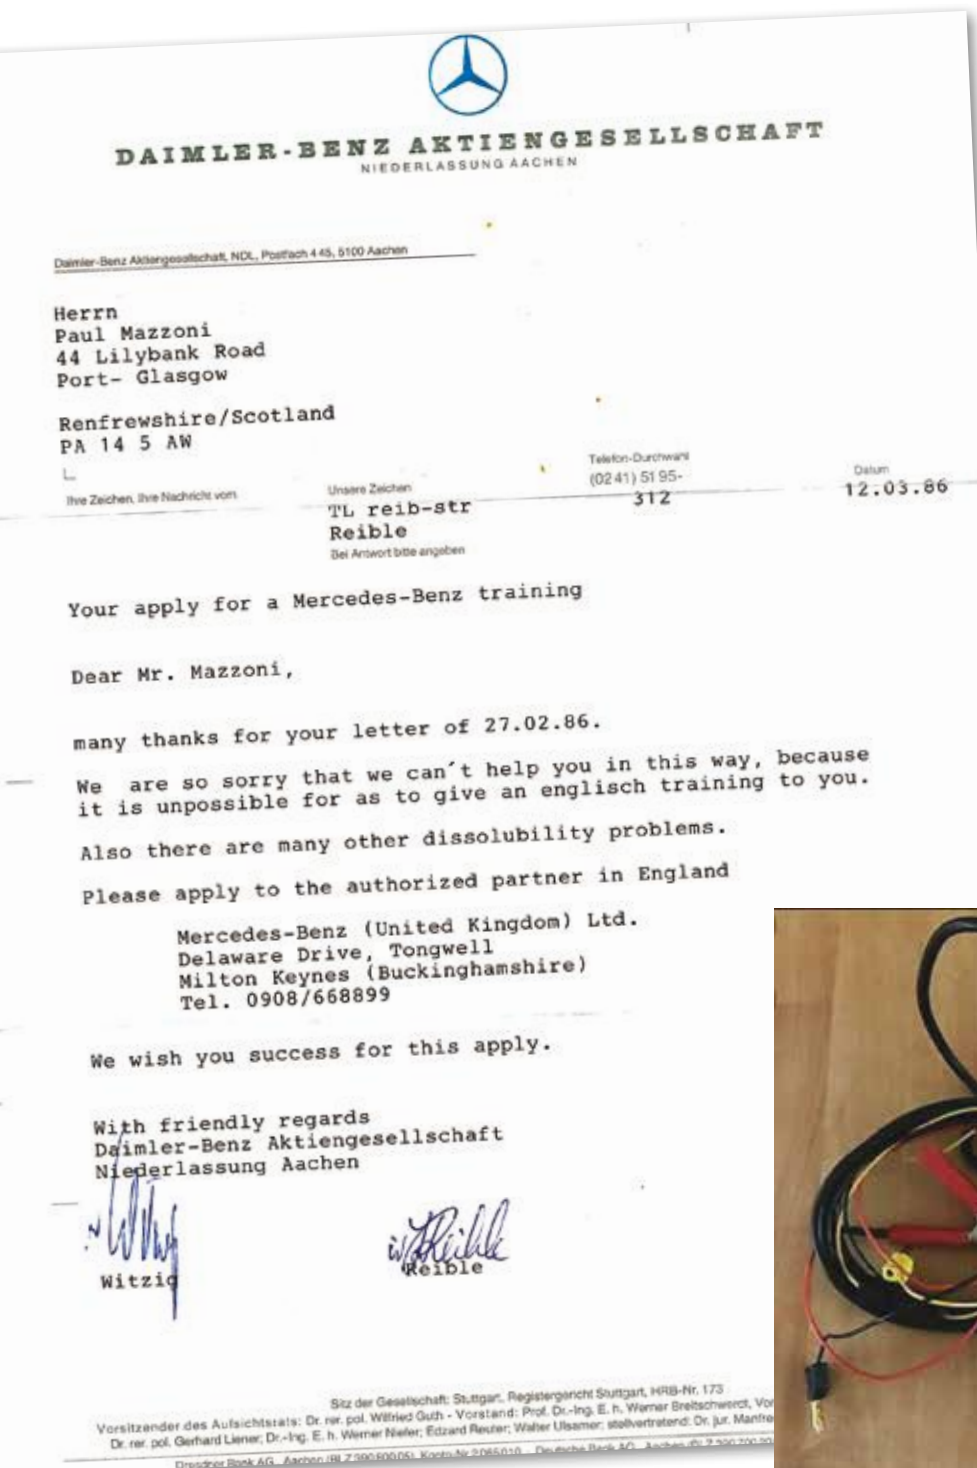 DAIMLER-BENZ AKTIENGESELLSCHAFT
NIEDERLASSUNG AACHEN
Daimler-Benz Aktiengesellschaft, NDL, Postfach 4 45, 5100 Aachen
Herrn
Paul Mazzoni
44 Lilybank Road
Port- Glasgow
Renfrewshire/Scotland
PA 14 5 AW
Ihre Zeichen, Ihre Nachricht vom
Unsere Zeichen
TL reib-str
Reible
Bei Antwort bitte angeben
Telefon-Durchwahl
(02 41) 51 95-
312
Datum
12.03.86
Your apply for a Mercedes-Benz training
Dear Mr. Mazzoni,
many thanks for your letter of 27.02.86.
We are so sorry that we can´t help you in this way, because
it is unpossible for as to give an englisch training to you.
Also there are many other dissolubility problems.
Please apply to the authorized partner in England
Mercedes-Benz (United Kingdom) Ltd.
Delaware Drive, Tongwell
Milton Keynes (Buckinghamshire)
Tel. 0908/668899
We wish you success for this apply.
With friendly regards
Daimler-Benz Aktiengesellschaft
Niederlassung Aachen
Witzig
Reible
Sitz der Gesellschaft: Stuttgart, Registergericht Stuttgart, HRB-Nr. 173
Vorsitzender des Aufsichtsrats: Dr. rer. pol. Wilfried Guth - Vorstand: Prof. Dr.-Ing. E. h. Werner Breitschwerdt, Vor
Dr. rer. pol. Gerhard Liener; Dr.-Ing. E. h. Werner Niefer; Edzard Reuter; Walter Ulsamer; stellvertretend: Dr. jur. Manfre
Dresdner Bank AG, Aachen Deutsche Bank AG, Aachen